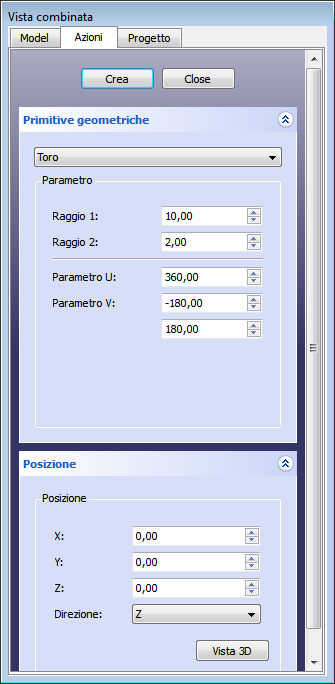 Vista combinata
Model Azioni Progetto
Crea Close
Primitive geometriche
Toro
Parametro
Raggio 1: 10,00
Raggio 2: 2,00
Parametro U: 360,00
Parametro V: -180,00
180,00
Posizione
Posizione
X: 0,00
Y: 0,00
Z: 0,00
Direzione: Z
Vista 3D